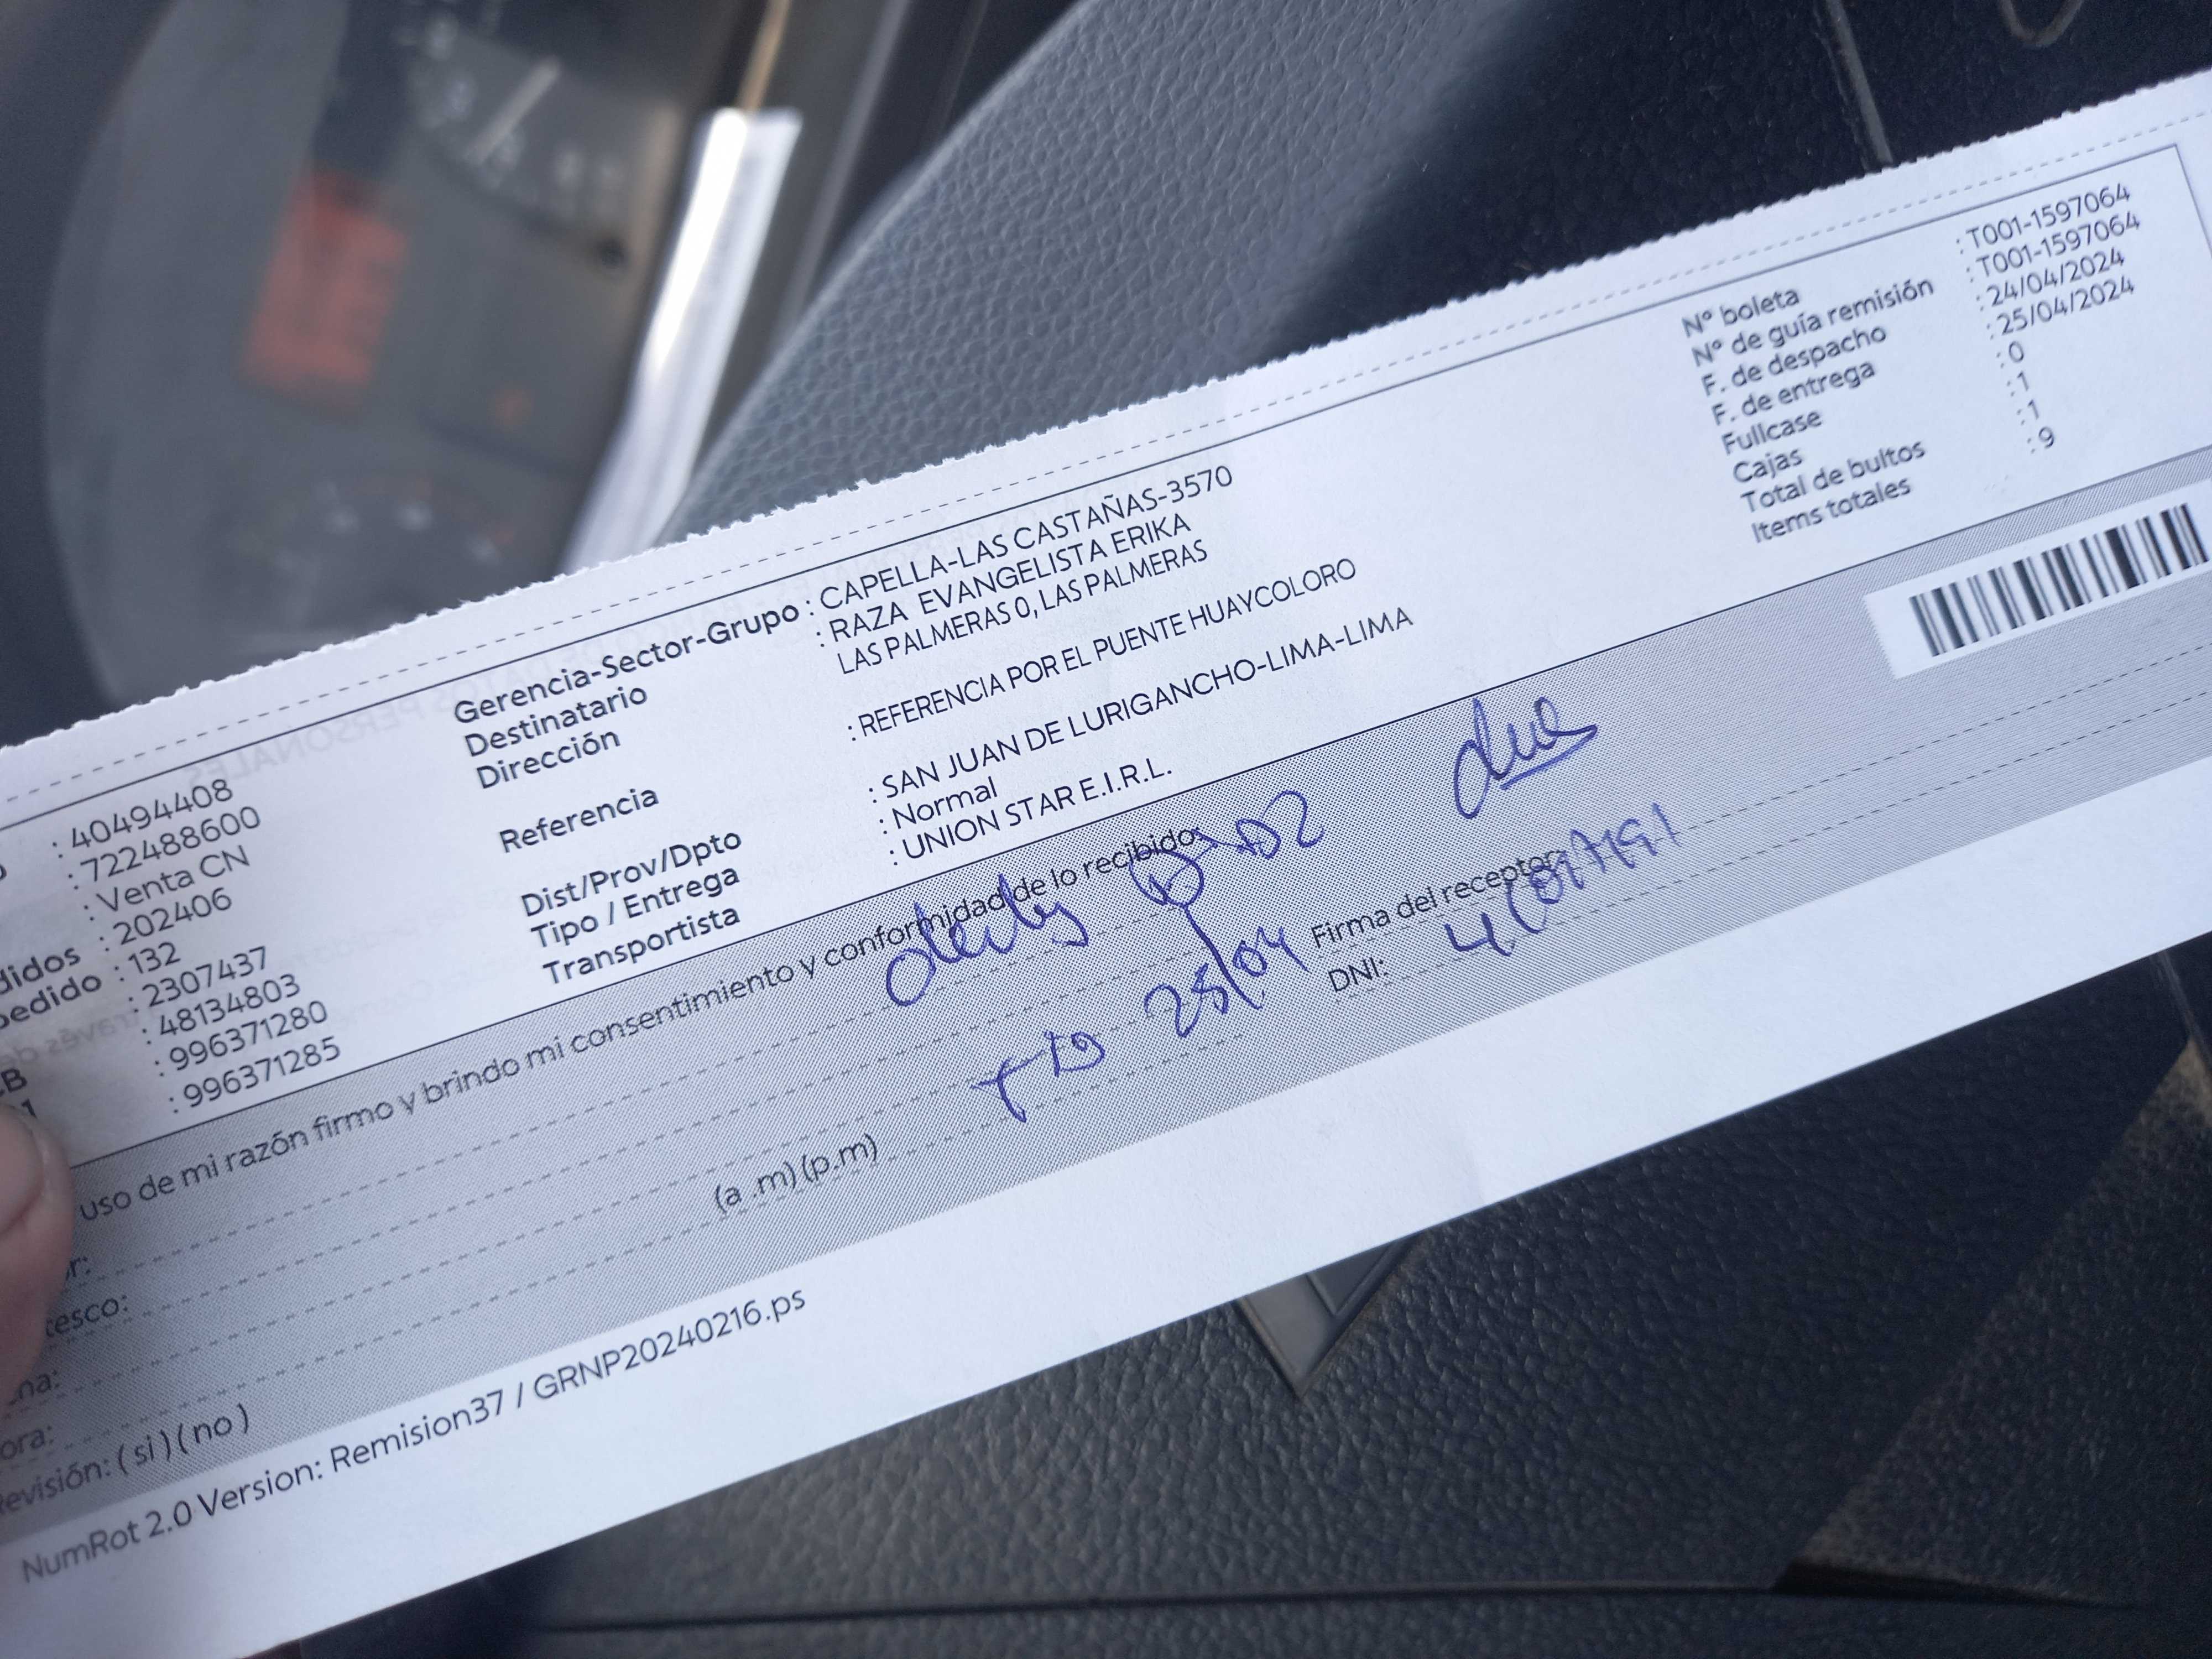 : 40494408
: 722488600
: Venta CN
didos : 202406
pedido : 132
: 2307437
: 48134803
: 996371280
: 996371285
Gerencia-Sector-Grupo : CAPELLA-LAS CASTAÑAS-3570
Destinatario : RAZA EVANGELISTA ERIKA
Dirección LAS PALMERAS 0, LAS PALMERAS
Referencia : REFERENCIA POR EL PUENTE HUAYCOLORO
Dist/Prov/Dpto : SAN JUAN DE LURIGANCHO-LIMA-LIMA
Tipo / Entrega : Normal
Transportista : UNION STAR E.I.R.L.
N° boleta : T001-1597064
N° de guía remisión : T001-1597064
F. de despacho : 24/04/2024
F. de entrega : 25/04/2024
Fullcase : 0
Cajas : 1
Total de bultos : 1
Items totales : 9
uso de mi razón firmo y brindo mi consentimiento y conformidad de lo recibido:
r:
tesco:
25/04
Firma del receptor:
DNI:
ora: (a .m) (p.m)
Revisión: ( si ) ( no )
NumRot 2.0 Version: Remision37 / GRNP20240216.ps